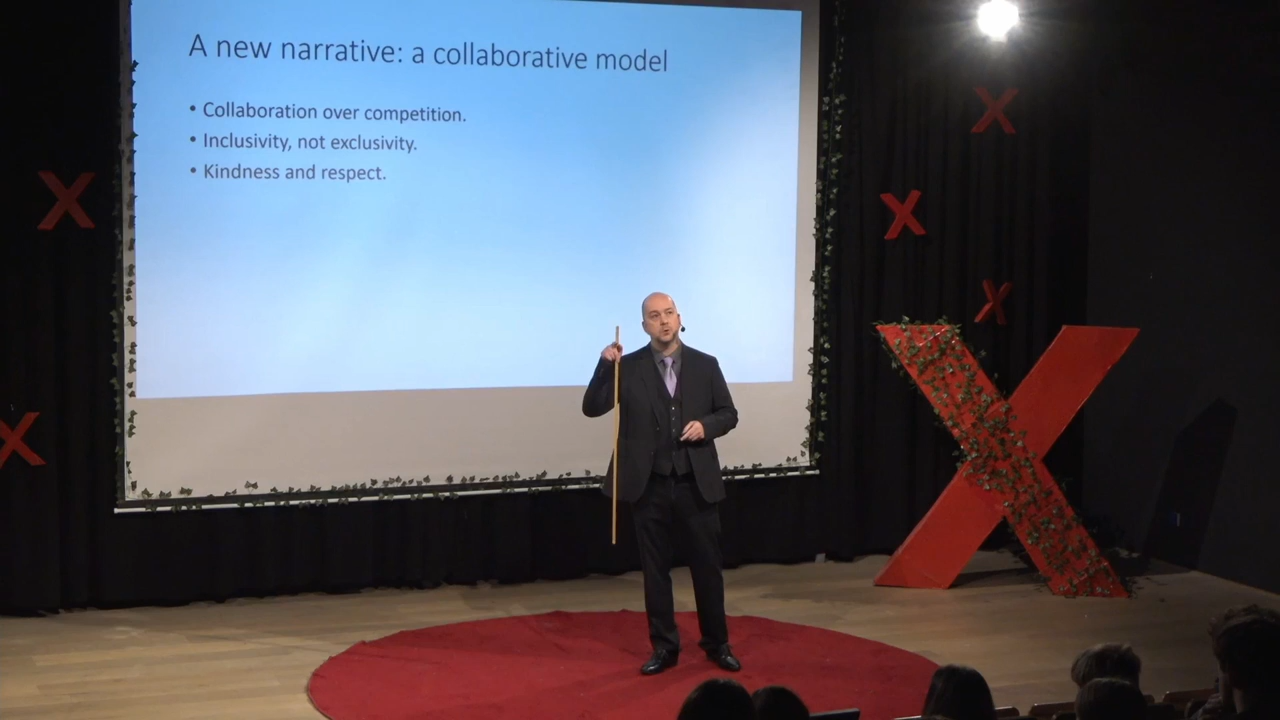 A new narrative: a collaborative model
• Collaboration over competition.
• Inclusivity, not exclusivity.
• Kindness and respect.
X
X
X
X
X
X